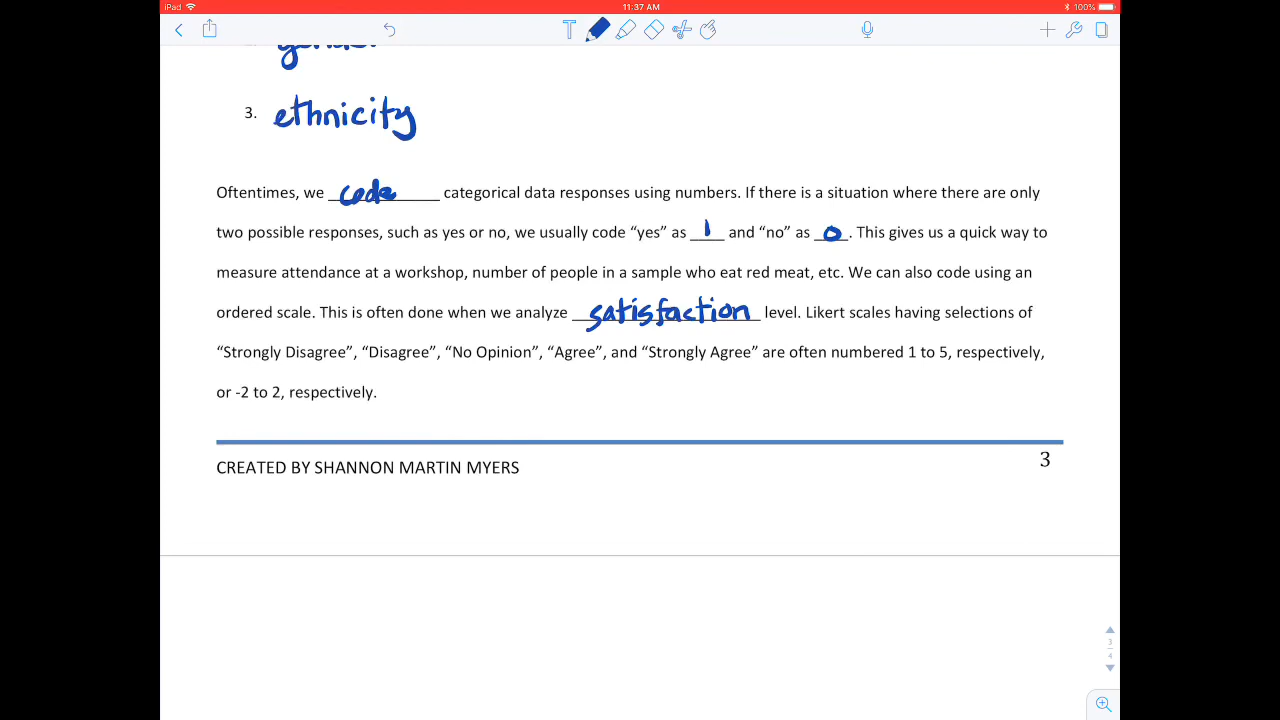 iPad 11:37 AM 100%
T
gender
3. ethnicity
Oftentimes, we code categorical data responses using numbers. If there is a situation where there are only
two possible responses, such as yes or no, we usually code “yes” as 1 and “no” as 0. This gives us a quick way to
measure attendance at a workshop, number of people in a sample who eat red meat, etc. We can also code using an
ordered scale. This is often done when we analyze satisfaction level. Likert scales having selections of
“Strongly Disagree”, “Disagree”, “No Opinion”, “Agree”, and “Strongly Agree” are often numbered 1 to 5, respectively,
or -2 to 2, respectively.
CREATED BY SHANNON MARTIN MYERS 3
3
4